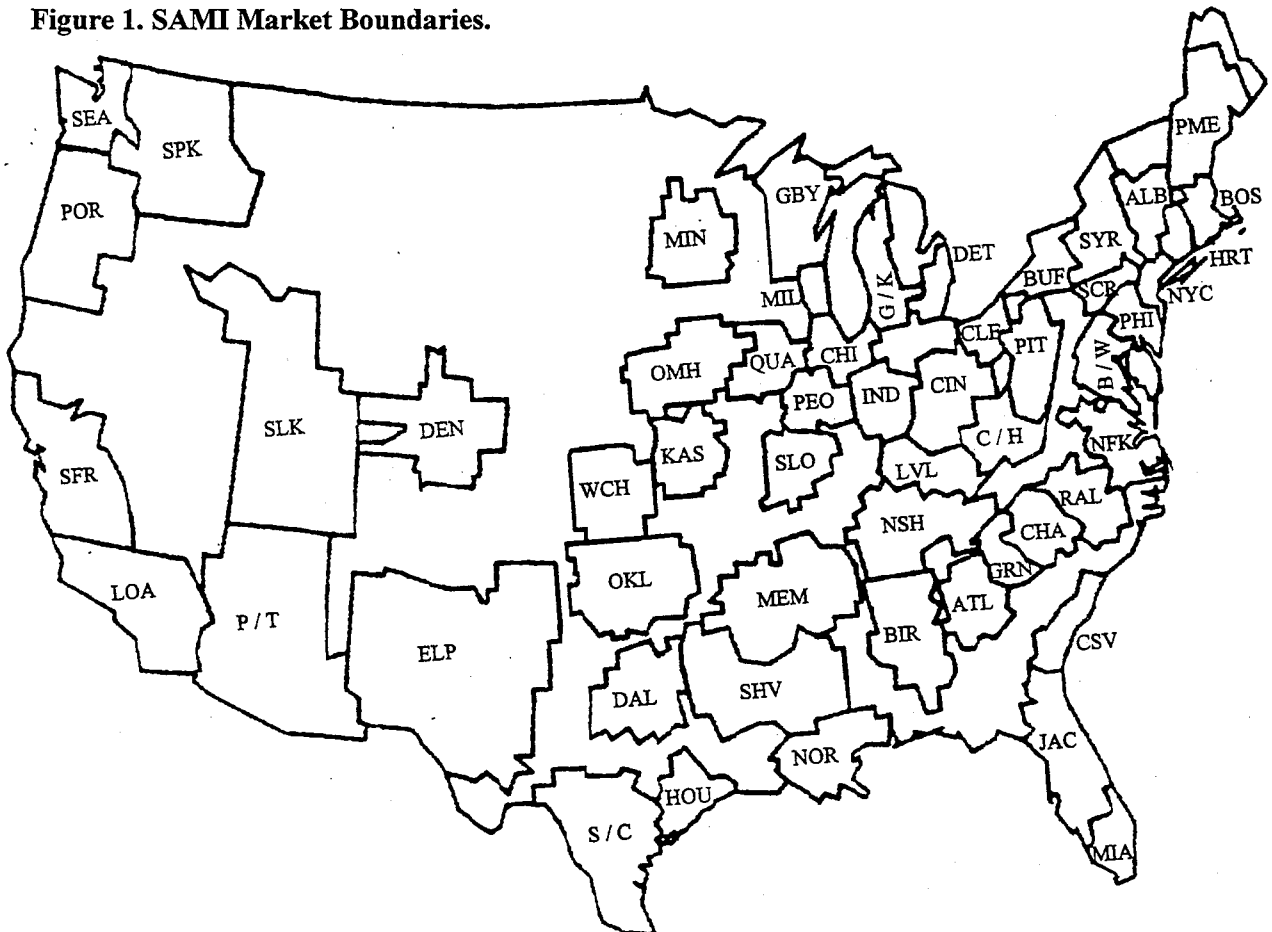 Figure 1. SAMI Market Boundaries.
SEA
SPK
PME
POR
GBY
ALB
BOS
MIN
SYR
DET
HRT
BUF
MIL
G / K
SCR
NYC
PHI
CLE
PIT
QUA
CHI
B / W
OMH
CIN
IND
PEO
SLK
DEN
C / H
NFK
KAS
SLO
LVL
SFR
WCH
RAL
NSH
CHA
GRN
OKL
LOA
MEM
ATL
P / T
BIR
CSV
ELP
DAL
SHV
JAC
NOR
HOU
S / C
MIA